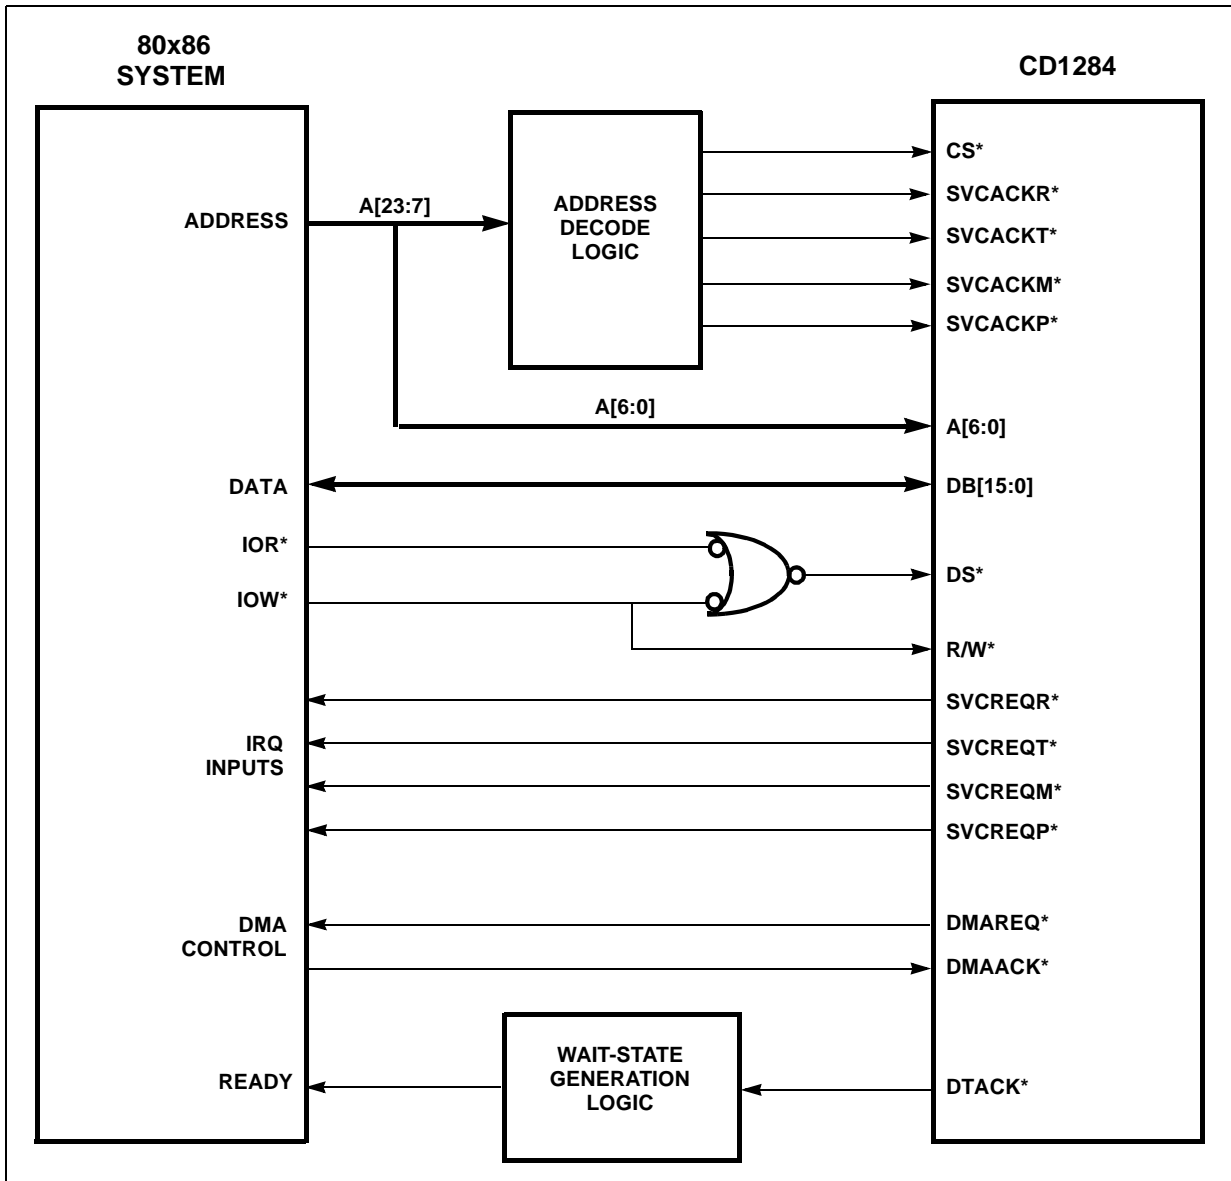 80x86
SYSTEM
CD1284
ADDRESS
A[23:7]
ADDRESS
DECODE
LOGIC
CS*
SVCACKR*
SVCACKT*
SVCACKM*
SVCACKP*
A[6:0]
A[6:0]
DATA
DB[15:0]
IOR*
IOW*
DS*
R/W*
IRQ
INPUTS
SVCREQR*
SVCREQT*
SVCREQM*
SVCREQP*
DMA
CONTROL
DMAREQ*
DMAACK*
READY
WAIT-STATE
GENERATION
LOGIC
DTACK*